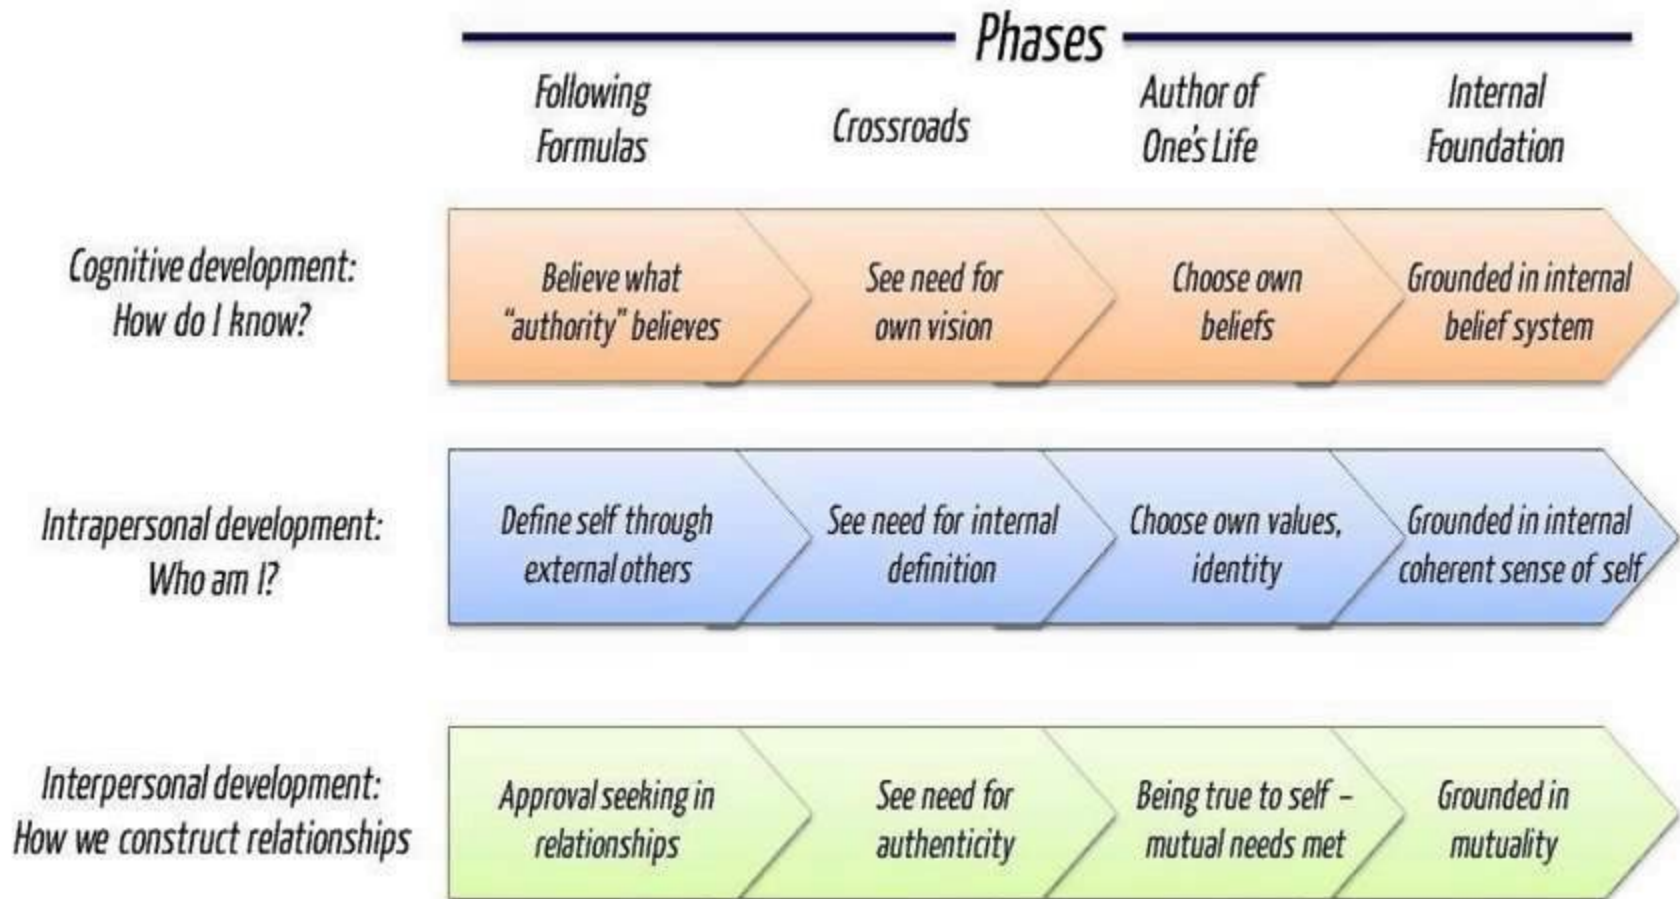 Phases
Following
Formulas
Crossroads
Author of
One's Life
Internal
Foundation
Cognitive development:
How do I know?
Believe what
"authority" believes
See need for
own vision
Choose own
beliefs
Grounded in internal
belief system
Intrapersonal development:
Who am I?
Define self through
external others
See need for internal
definition
Choose own values,
identity
Grounded in internal
coherent sense of self
Interpersonal development:
How we construct relationships
Approval seeking in
relationships
See need for
authenticity
Being true to self –
mutual needs met
Grounded in
mutuality